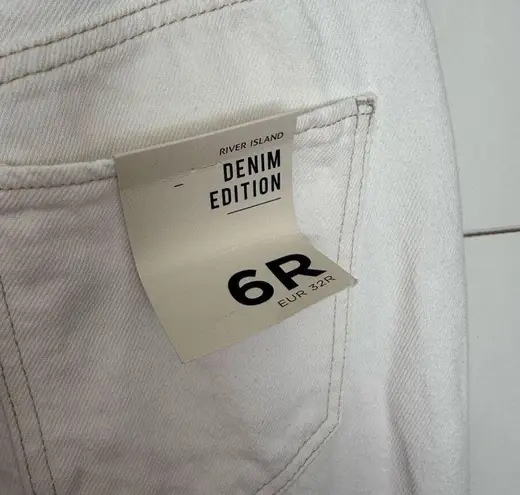 RIVER ISLAND
DENIM
EDITION
6R
EUR 32R